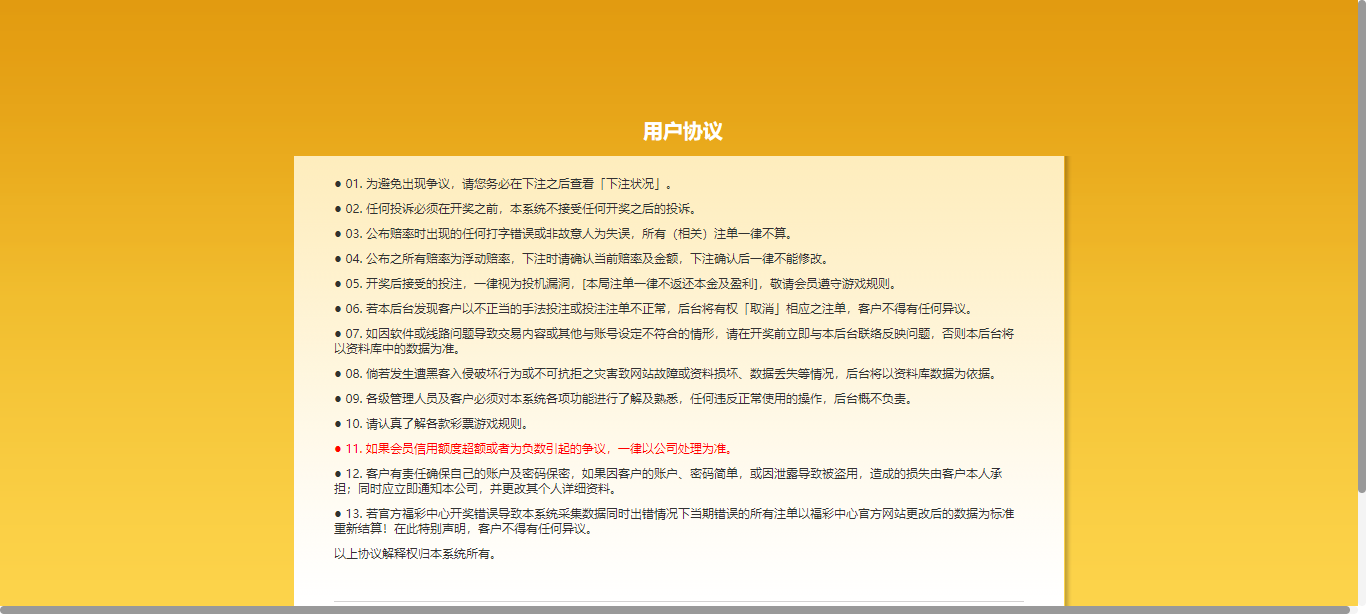 用户协议
● 01. 为避免出现争议，请您务必在下注之后查看「下注状况」。
● 02. 任何投诉必须在开奖之前，本系统不接受任何开奖之后的投诉。
● 03. 公布赔率时出现的任何打字错误或非故意人为失误，所有（相关）注单一律不算。
● 04. 公布之所有赔率为浮动赔率，下注时请确认当前赔率及金额，下注确认后一律不能修改。
● 05. 开奖后接受的投注，一律视为投机漏洞，[本局注单一律不返还本金及盈利]，敬请会员遵守游戏规则。
● 06. 若本后台发现客户以不正当的手法投注或投注注单不正常，后台将有权「取消」相应之注单，客户不得有任何异议。
● 07. 如因软件或线路问题导致交易内容或其他与账号设定不符合的情形，请在开奖前立即与本后台联络反映问题，否则本后台将
以资料库中的数据为准。
● 08. 倘若发生遭黑客入侵破坏行为或不可抗拒之灾害致网站故障或资料损坏、数据丢失等情况，后台将以资料库数据为依据。
● 09. 各级管理人员及客户必须对本系统各项功能进行了解及熟悉，任何违反正常使用的操作，后台概不负责。
● 10. 请认真了解各款彩票游戏规则。
● 11. 如果会员信用额度超额或者为负数引起的争议，一律以公司处理为准。
● 12. 客户有责任确保自己的账户及密码保密，如果因客户的账户、密码简单，或因泄露导致被盗用，造成的损失由客户本人承
担；同时应立即通知本公司，并更改其个人详细资料。
● 13. 若官方福彩中心开奖错误导致本系统采集数据同时出错情况下当期错误的所有注单以福彩中心官方网站更改后的数据为标准
重新结算！在此特别声明，客户不得有任何异议。
以上协议解释权归本系统所有。